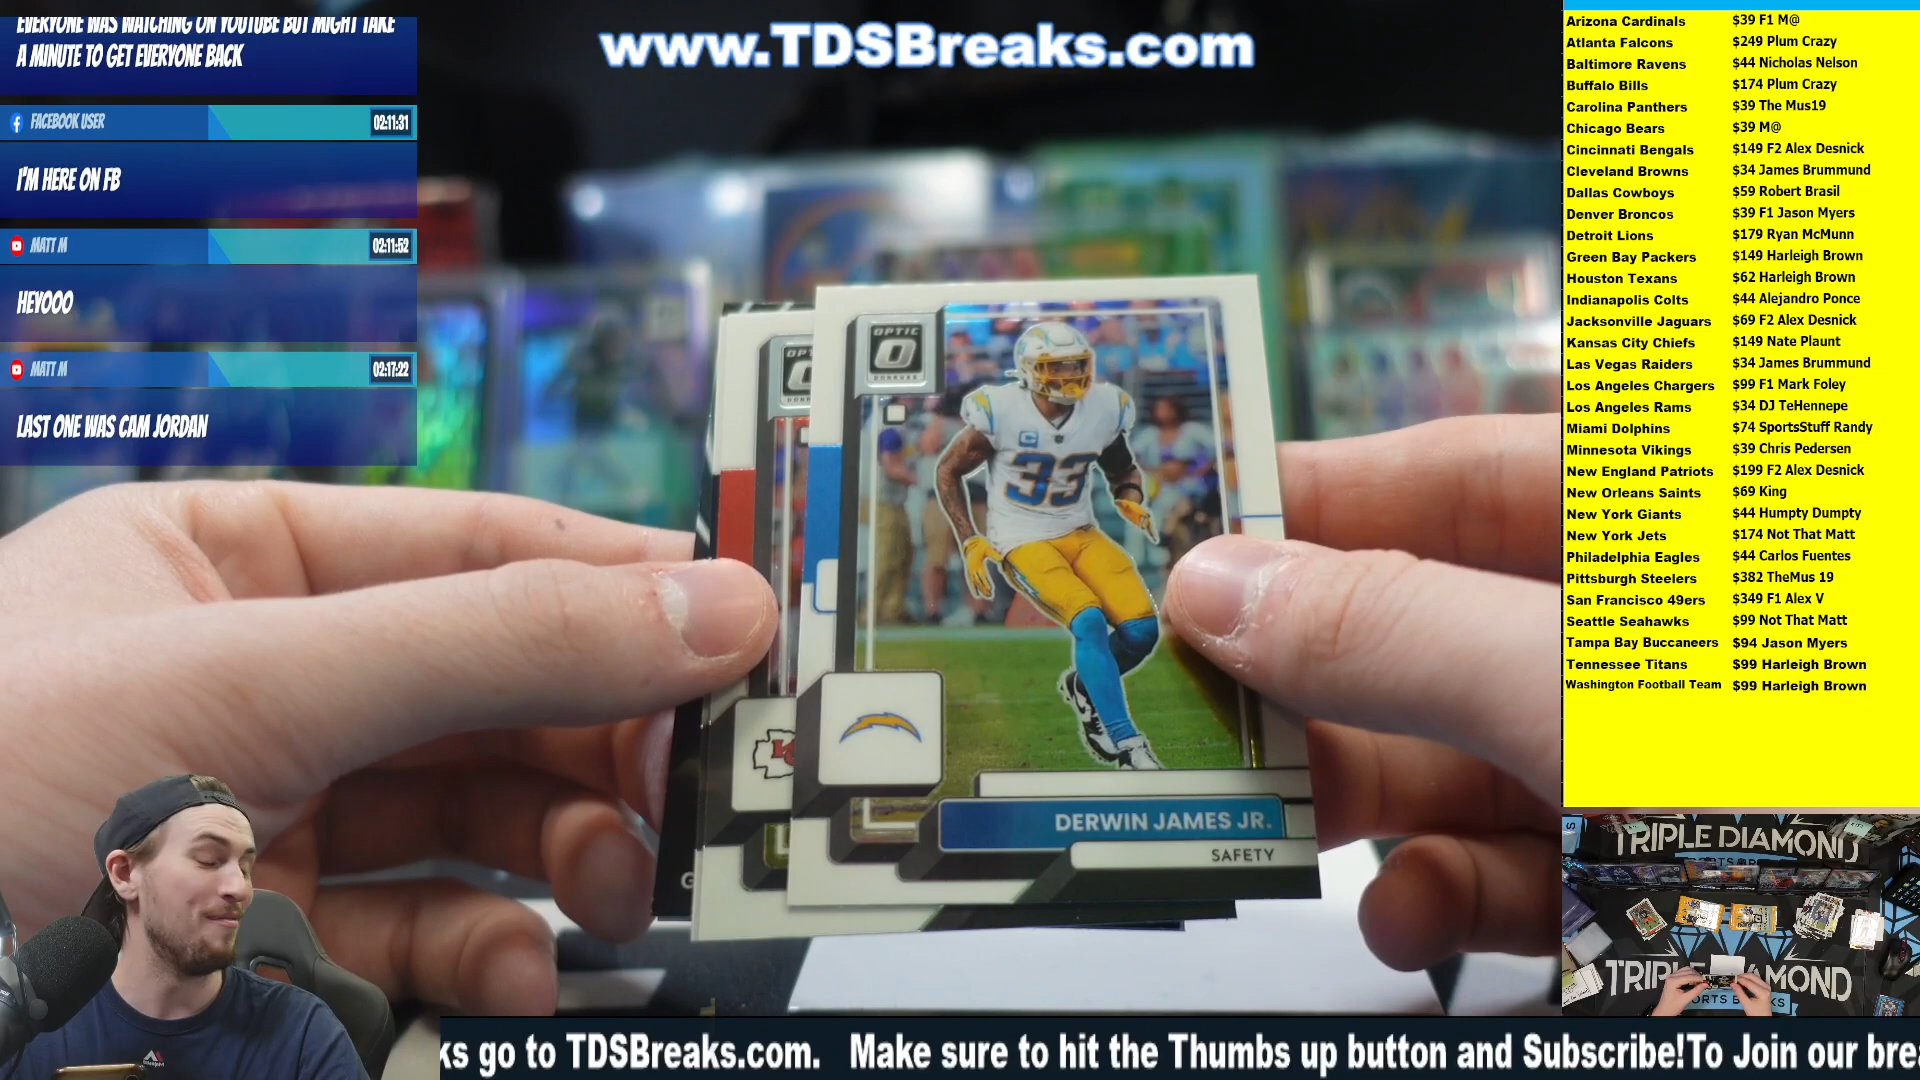 EVERYONE WAS WATCHING ON YOUTUBE BUT MIGHT TAKE
A MINUTE TO GET EVERYONE BACK
FACEBOOK USER 02:11:31
I'M HERE ON FB
MATT M 02:11:52
HEYOOO
MATT M 02:17:22
LAST ONE WAS CAM JORDAN
www.TDSBreaks.com
OPTIC
DONRUSS
33
DERWIN JAMES JR.
SAFETY
Arizona Cardinals $39 F1 M@
Atlanta Falcons $249 Plum Crazy
Baltimore Ravens $44 Nicholas Nelson
Buffalo Bills $174 Plum Crazy
Carolina Panthers $39 The Mus19
Chicago Bears $39 M@
Cincinnati Bengals $149 F2 Alex Desnick
Cleveland Browns $34 James Brummund
Dallas Cowboys $59 Robert Brasil
Denver Broncos $39 F1 Jason Myers
Detroit Lions $179 Ryan McMunn
Green Bay Packers $149 Harleigh Brown
Houston Texans $62 Harleigh Brown
Indianapolis Colts $44 Alejandro Ponce
Jacksonville Jaguars $69 F2 Alex Desnick
Kansas City Chiefs $149 Nate Plaunt
Las Vegas Raiders $34 James Brummund
Los Angeles Chargers $99 F1 Mark Foley
Los Angeles Rams $34 DJ TeHennepe
Miami Dolphins $74 SportsStuff Randy
Minnesota Vikings $39 Chris Pedersen
New England Patriots $199 F2 Alex Desnick
New Orleans Saints $69 King
New York Giants $44 Humpty Dumpty
New York Jets $174 Not That Matt
Philadelphia Eagles $44 Carlos Fuentes
Pittsburgh Steelers $382 TheMus 19
San Francisco 49ers $349 F1 Alex V
Seattle Seahawks $99 Not That Matt
Tampa Bay Buccaneers $94 Jason Myers
Tennessee Titans $99 Harleigh Brown
Washington Football Team $99 Harleigh Brown
TRIPLE DIAMOND
TRIPLE DIAMOND
ORTS BREAKS
ks go to TDSBreaks.com. Make sure to hit the Thumbs up button and Subscribe!To Join our brea